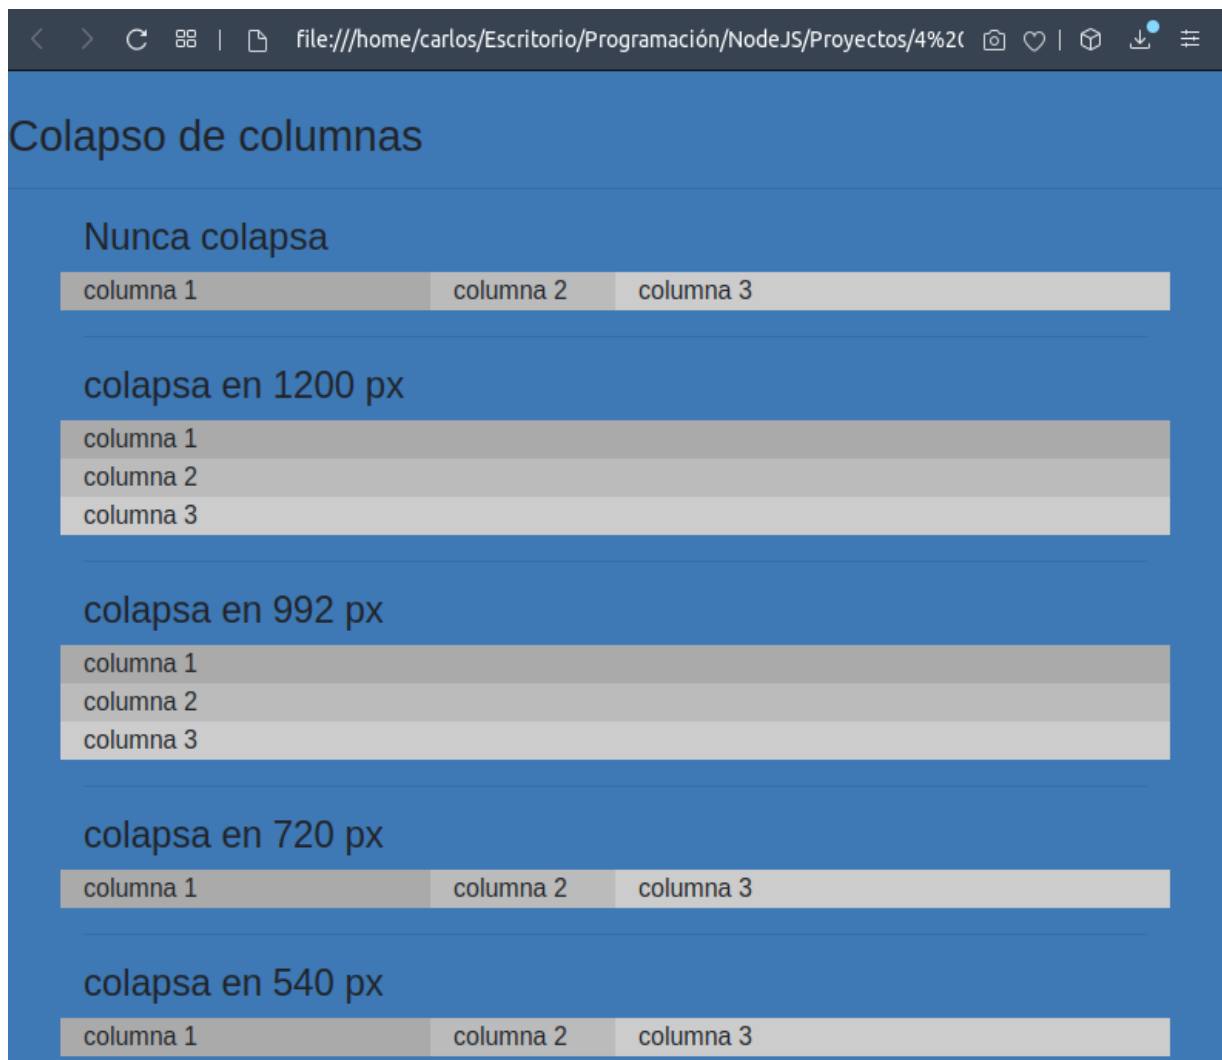 file:///home/carlos/Escritorio/Programación/NodeJS/Proyectos/4%2(
Colapso de columnas
Nunca colapsa
columna 1 columna 2 columna 3
colapsa en 1200 px
columna 1
columna 2
columna 3
colapsa en 992 px
columna 1
columna 2
columna 3
colapsa en 720 px
columna 1 columna 2 columna 3
colapsa en 540 px
columna 1 columna 2 columna 3